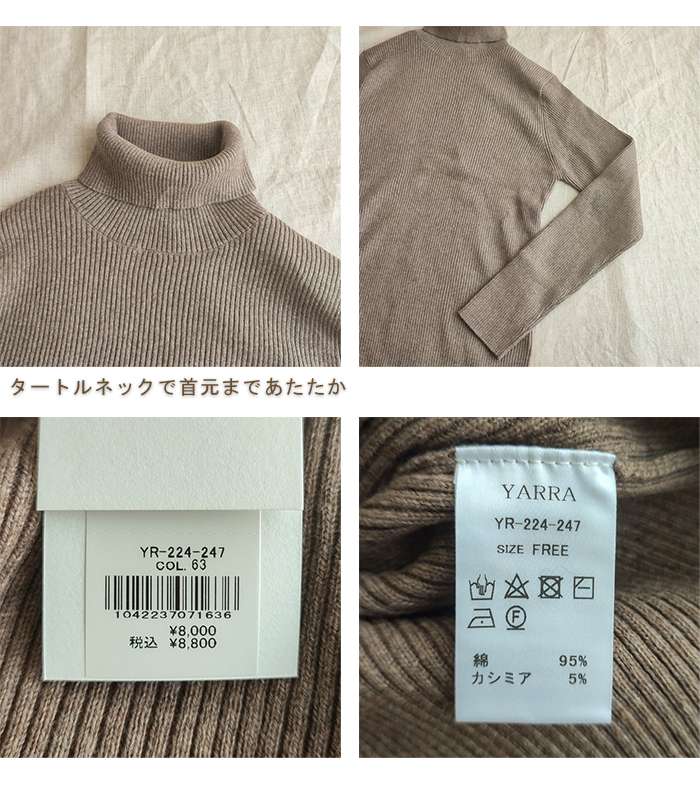 タートルネックで首元まであたたか
YR-224-247
COL. 63
1042237071636
¥8,000
税込 ¥8,800
YARRA
YR-224-247
SIZE FREE
F
綿 95%
カシミア 5%